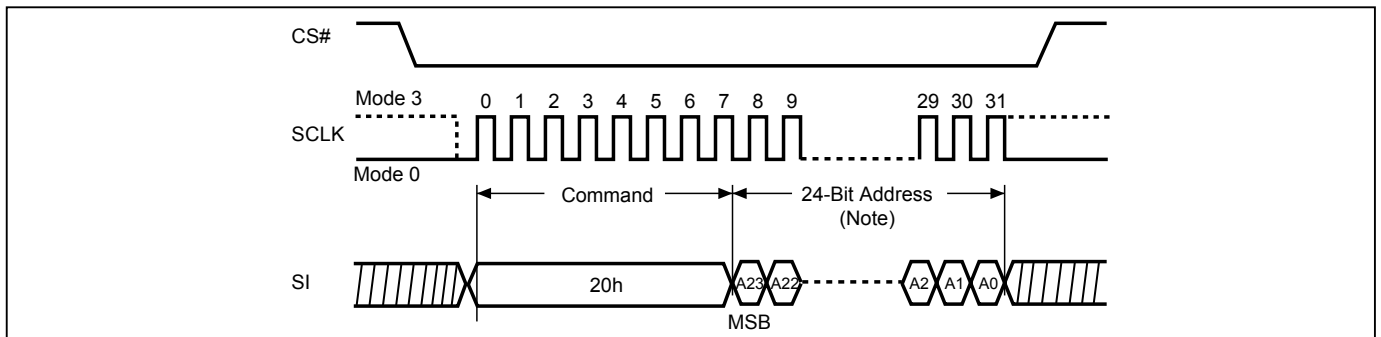 CS#
Mode 3
0 1 2 3 4 5 6 7 8 9 29 30 31
SCLK
Mode 0
Command
24-Bit Address
(Note)
SI
20h
A23 A22 A2 A1 A0
MSB